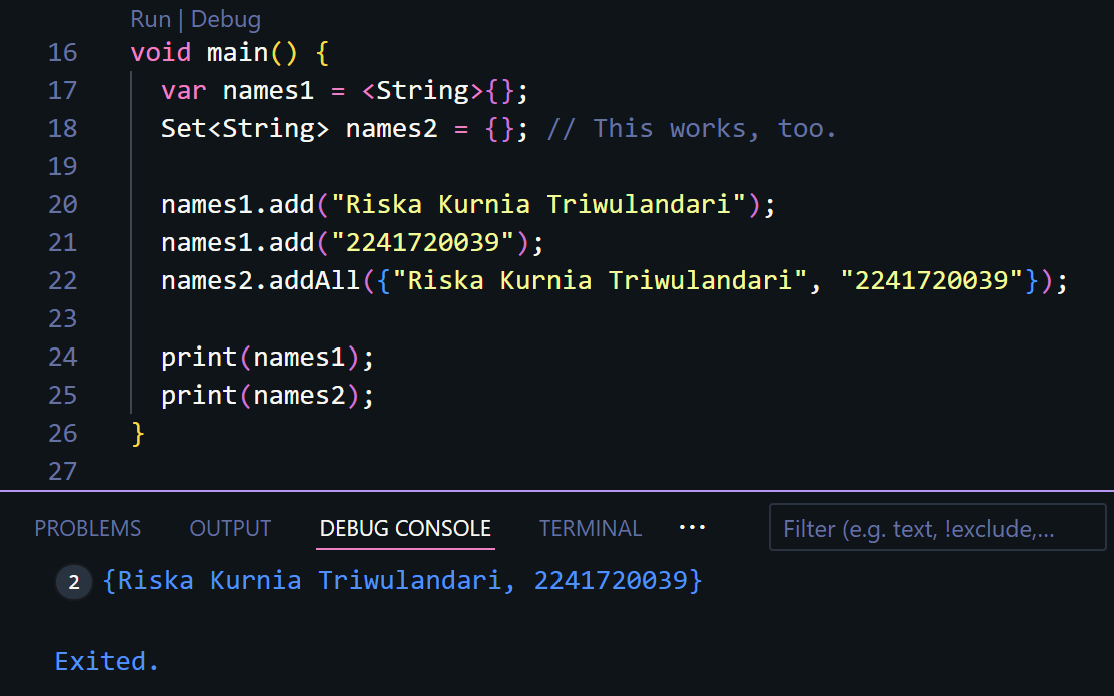 Run | Debug
16 void main() {
17 var names1 = <String>{};
18 Set<String> names2 = {}; // This works, too.
19
20 names1.add("Riska Kurnia Triwulandari");
21 names1.add("2241720039");
22 names2.addAll({"Riska Kurnia Triwulandari", "2241720039"});
23
24 print(names1);
25 print(names2);
26 }
27
PROBLEMS OUTPUT DEBUG CONSOLE TERMINAL ··· Filter (e.g. text, !exclude,...
2 {Riska Kurnia Triwulandari, 2241720039}
Exited.